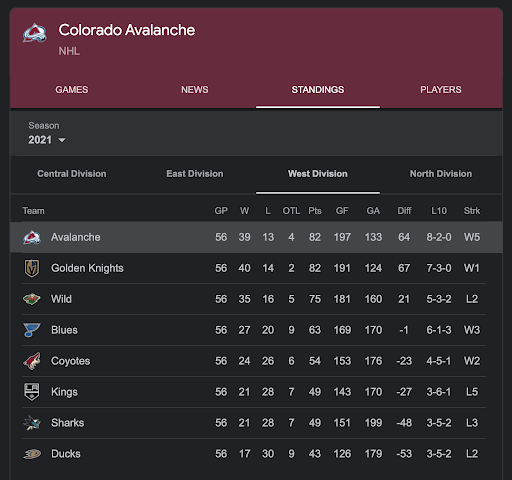 Colorado Avalanche
NHL
GAMES NEWS STANDINGS PLAYERS
Season
2021
Central Division East Division West Division North Division
Team GP W L OTL Pts GF GA Diff L10 Strk
Avalanche 56 39 13 4 82 197 133 64 8-2-0 W5
Golden Knights 56 40 14 2 82 191 124 67 7-3-0 W1
Wild 56 35 16 5 75 181 160 21 5-3-2 L2
Blues 56 27 20 9 63 169 170 -1 6-1-3 W3
Coyotes 56 24 26 6 54 153 176 -23 4-5-1 W2
Kings 56 21 28 7 49 143 170 -27 3-6-1 L5
Sharks 56 21 28 7 49 151 199 -48 3-5-2 L3
Ducks 56 17 30 9 43 126 179 -53 3-5-2 L2